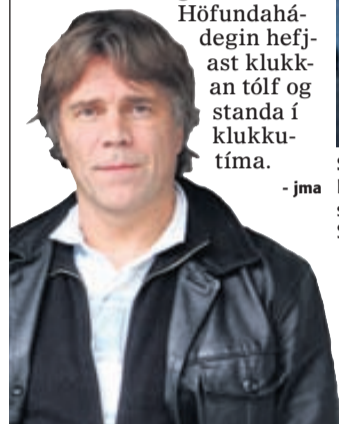 Höfundahá-
degin hefj-
ast klukk-
an tólf og
standa í
klukku-
tíma.
- jma